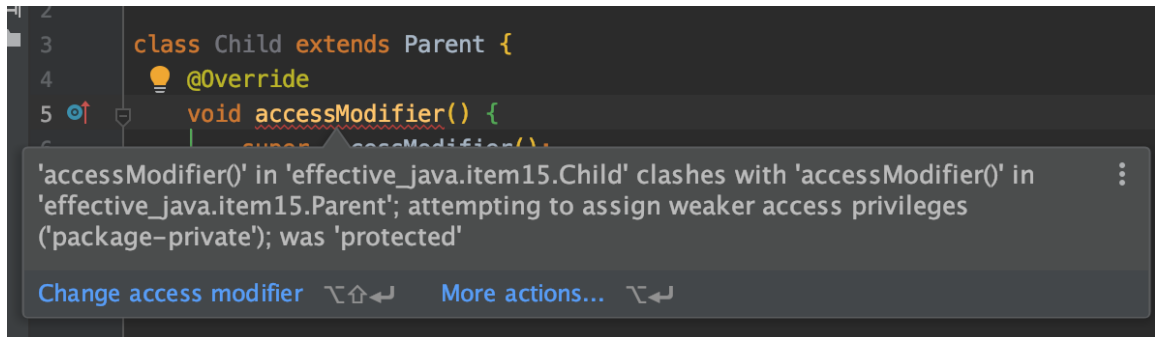 2
3 class Child extends Parent {
4 @Override
5 void accessModifier() {
super cessModifier();
'accessModifier()' in 'effective_java.item15.Child' clashes with 'accessModifier()' in
'effective_java.item15.Parent'; attempting to assign weaker access privileges
('package-private'); was 'protected'
Change access modifier ⌥⇧↩ More actions... ⌥↩